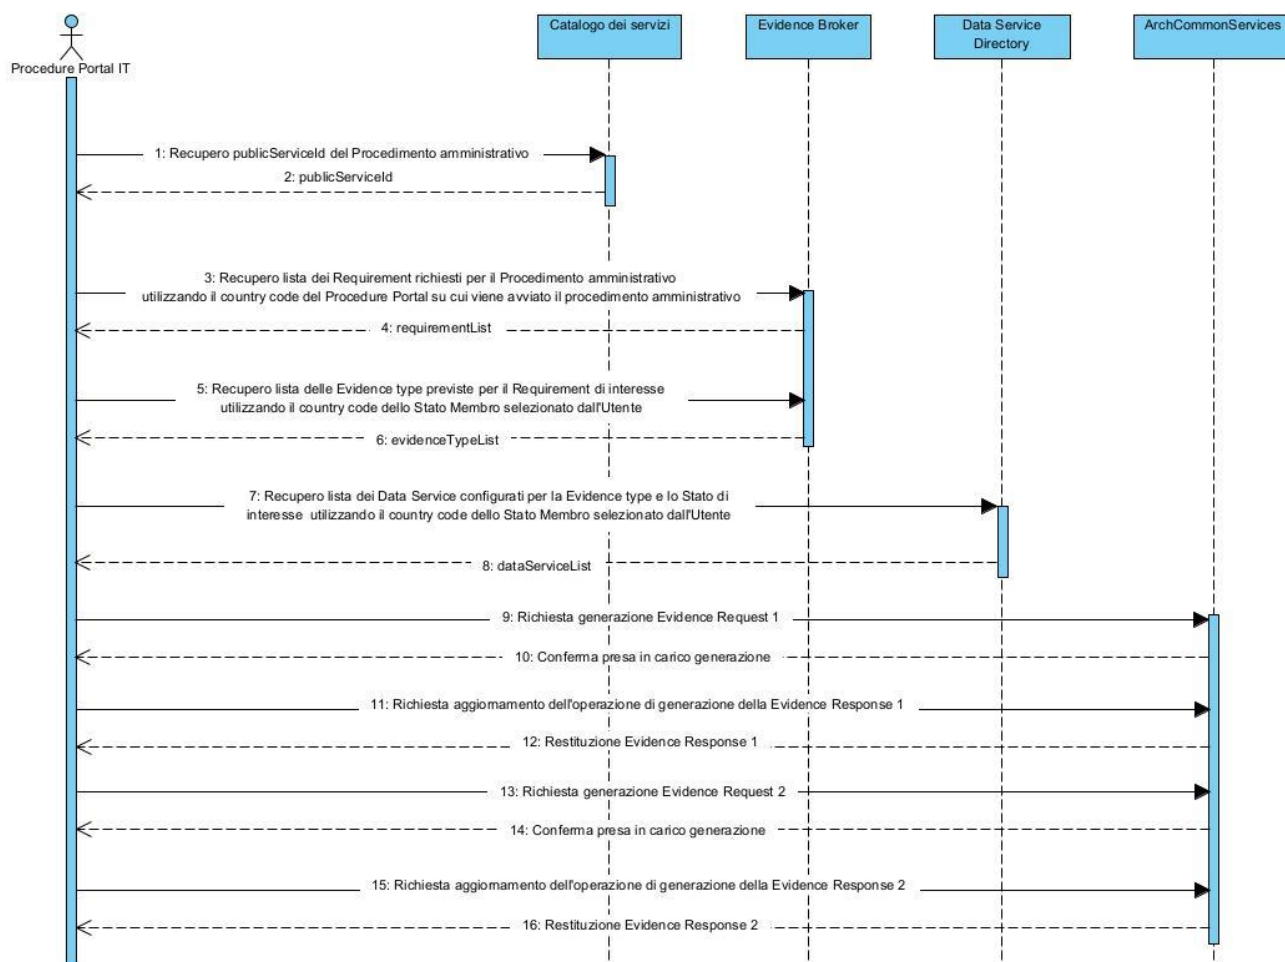 Procedure Portal IT
Catalogo dei servizi
Evidence Broker
Data Service
Directory
ArchCommonServices
1: Recupero publicServiceId del Procedimento amministrativo
2: publicServiceId
3: Recupero lista dei Requirement richiesti per il Procedimento amministrativo
utilizzando il country code del Procedure Portal su cui viene avviato il procedimento amministrativo
4: requirementList
5: Recupero lista delle Evidence type previste per il Requirement di interesse
utilizzando il country code dello Stato Membro selezionato dall'Utente
6: evidenceTypeList
7: Recupero lista dei Data Service configurati per la Evidence type e lo Stato di
interesse utilizzando il country code dello Stato Membro selezionato dall'Utente
8: dataServiceList
9: Richiesta generazione Evidence Request 1
10: Conferma presa in carico generazione
11: Richiesta aggiornamento dell'operazione di generazione della Evidence Response 1
12: Restituzione Evidence Response 1
13: Richiesta generazione Evidence Request 2
14: Conferma presa in carico generazione
15: Richiesta aggiornamento dell'operazione di generazione della Evidence Response 2
16: Restituzione Evidence Response 2